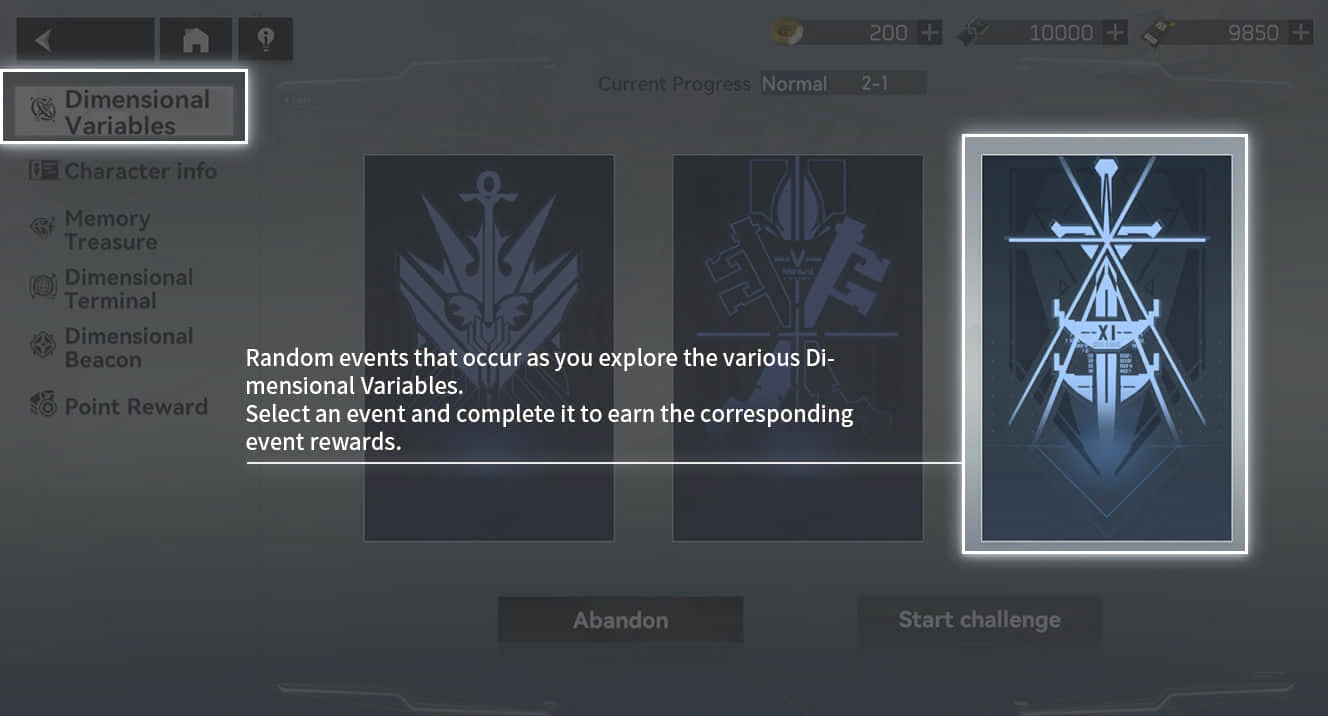 200
10000
9850
Current Progress Normal 2-1
Dimensional
Variables
Character info
Memory
Treasure
Dimensional
Terminal
Dimensional
Beacon
Point Reward
XI
Random events that occur as you explore the various Di-
mensional Variables.
Select an event and complete it to earn the corresponding
event rewards.
Abandon
Start challenge